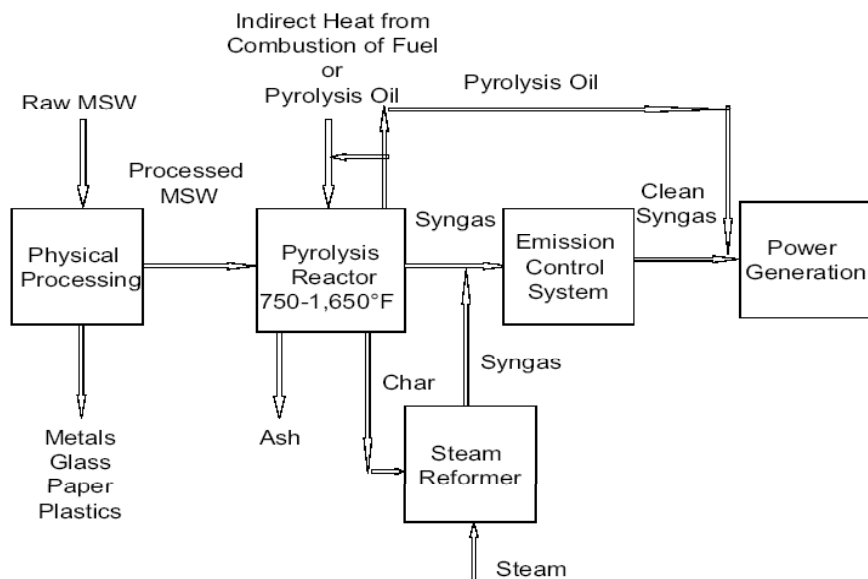 Indirect Heat from
Combustion of Fuel
or
Pyrolysis Oil
Pyrolysis Oil
Raw MSW
Processed
MSW
Clean
Syngas
Syngas
Physical
Processing
Pyrolysis
Reactor
750-1,650°F
Emission
Control
System
Power
Generation
Metals
Glass
Paper
Plastics
Ash
Char
Syngas
Steam
Reformer
Steam